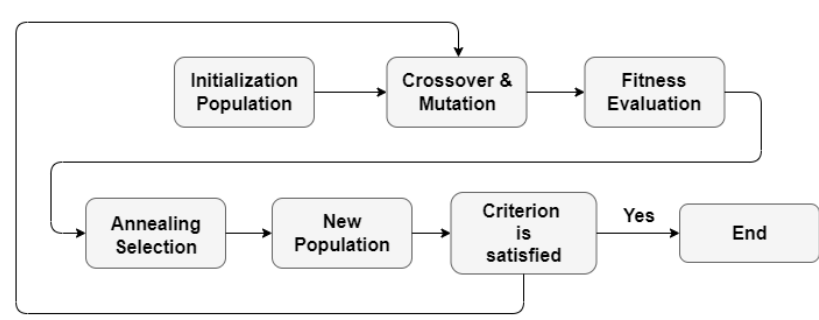 Initialization
Population
Crossover &
Mutation
Fitness
Evaluation
Annealing
Selection
New
Population
Criterion
is
satisfied
Yes
End